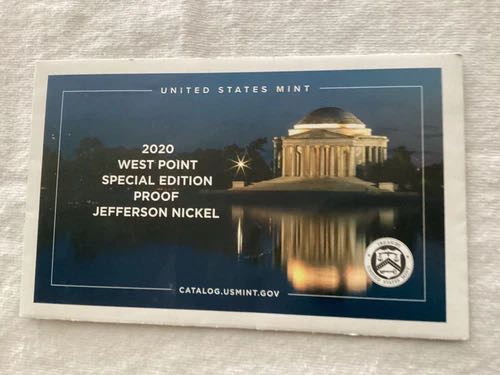 UNITED STATES MINT
2020
WEST POINT
SPECIAL EDITION
PROOF
JEFFERSON NICKEL
CATALOG.USMINT.GOV